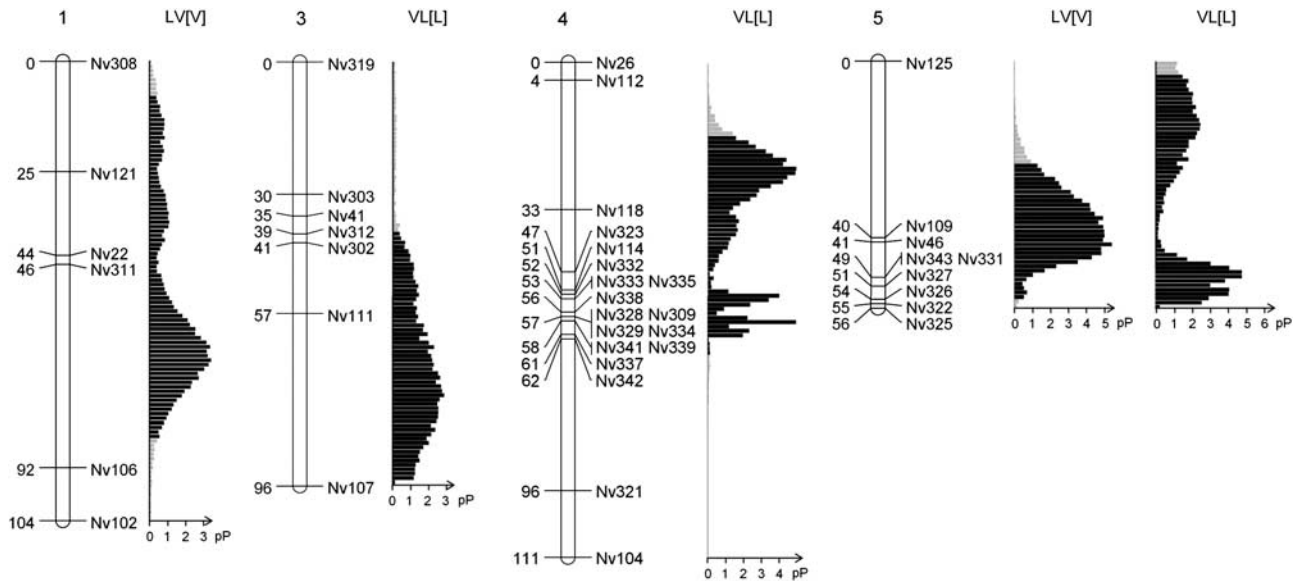 1 LV[V]
0 Nv308
25 Nv121
44 Nv22
46 Nv311
92 Nv106
104 Nv102
0 1 2 3 pP
3 VL[L]
0 Nv319
30 Nv303
35 Nv41
39 Nv312
41 Nv302
57 Nv111
96 Nv107
0 1 2 3 pP
4 VL[L]
0 Nv26
4 Nv112
33 Nv118
47 Nv323
51 Nv114
52 Nv332
53 Nv333 Nv335
56 Nv338
Nv328 Nv309
57 Nv329 Nv334
58 Nv341 Nv339
61 Nv337
62 Nv342
96 Nv321
111 Nv104
0 1 2 3 4 pP
5 LV[V] VL[L]
0 Nv125
40 Nv109
41 Nv46
49 Nv343 Nv331
51 Nv327
54 Nv326
55 Nv322
56 Nv325
0 1 2 3 4 5 pP
0 1 2 3 4 5 6 pP